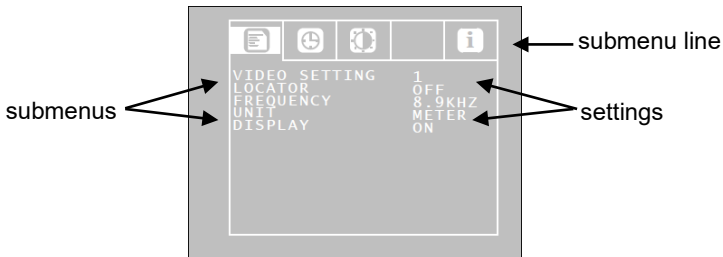 i
submenu line
VIDEO SETTING 1
LOCATOR OFF
FREQUENCY 8.9KHZ
UNIT METER
DISPLAY ON
submenus
settings